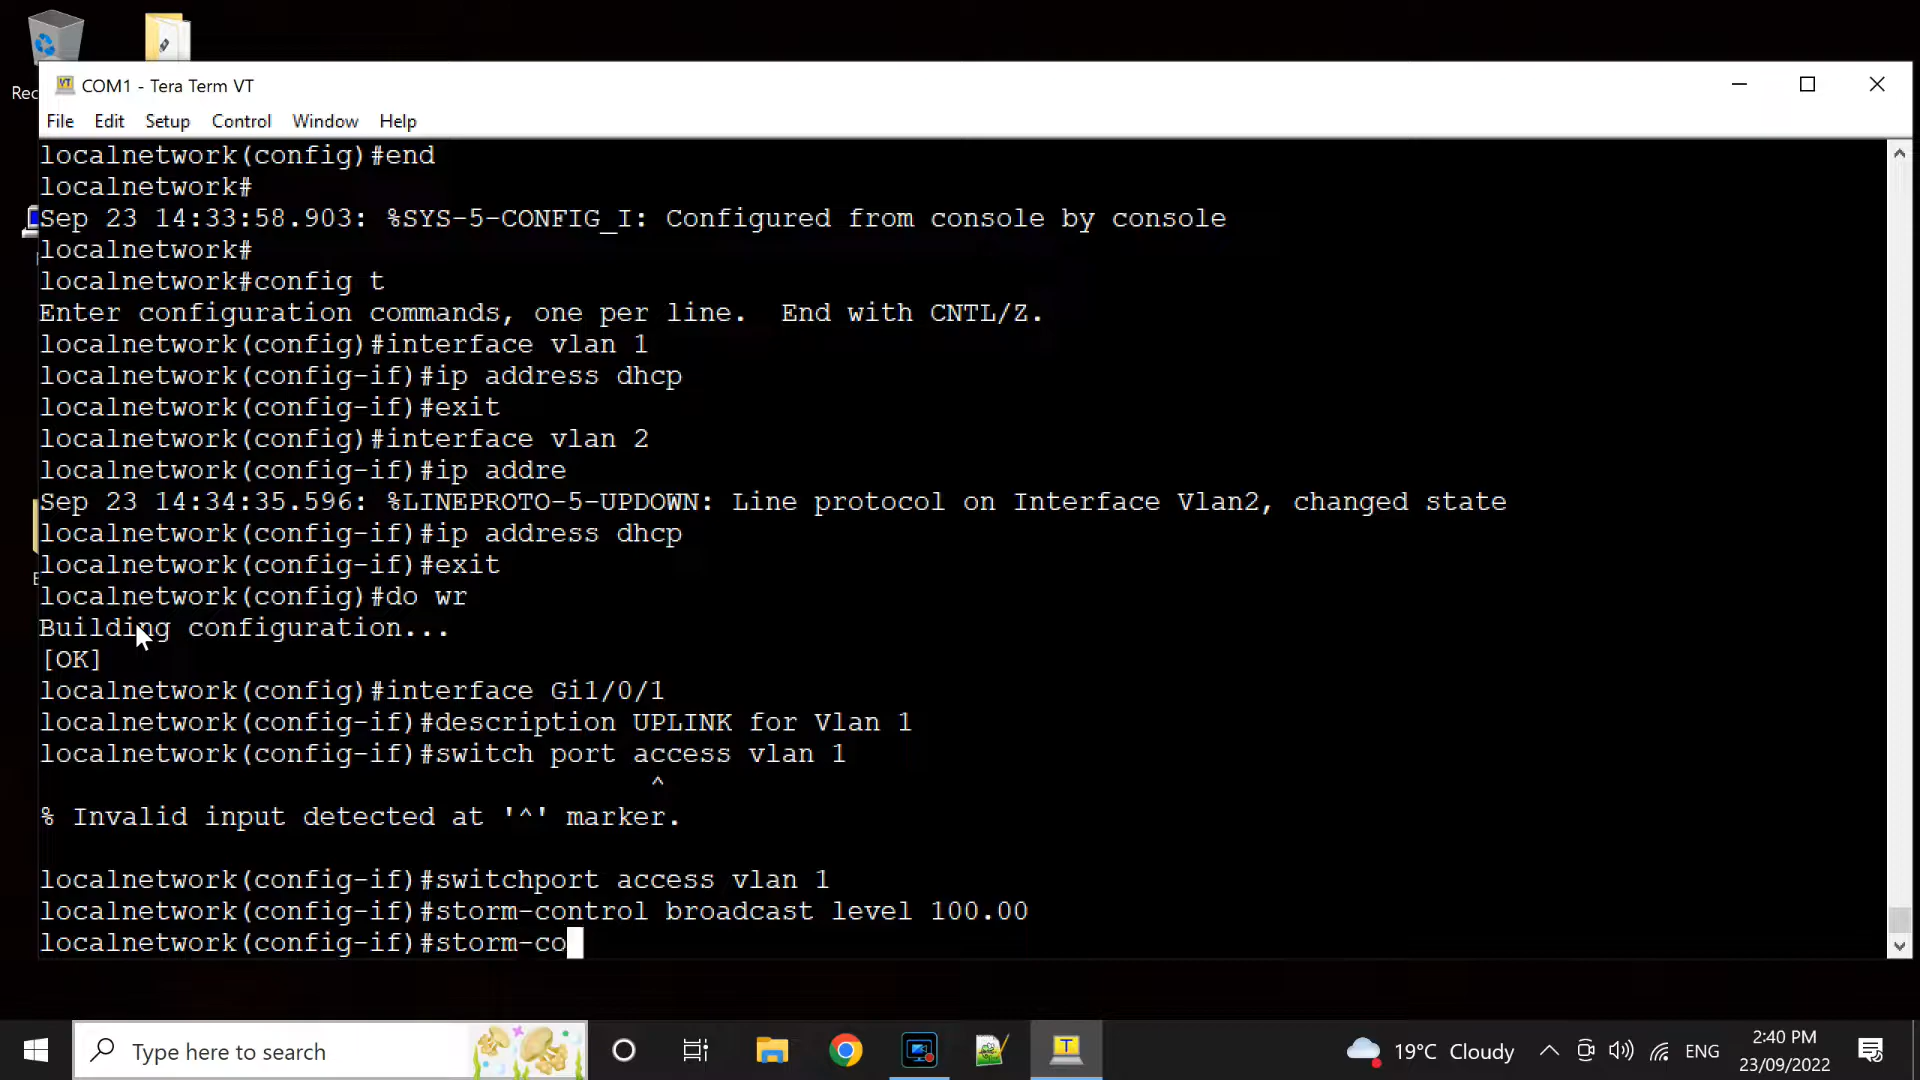 Rec
COM1 - Tera Term VT
File Edit Setup Control Window Help
localnetwork(config)#end
localnetwork#
Sep 23 14:33:58.903: %SYS-5-CONFIG_I: Configured from console by console
localnetwork#
localnetwork#config t
Enter configuration commands, one per line.  End with CNTL/Z.
localnetwork(config)#interface vlan 1
localnetwork(config-if)#ip address dhcp
localnetwork(config-if)#exit
localnetwork(config)#interface vlan 2
localnetwork(config-if)#ip addre
Sep 23 14:34:35.596: %LINEPROTO-5-UPDOWN: Line protocol on Interface Vlan2, changed state
localnetwork(config-if)#ip address dhcp
localnetwork(config-if)#exit
localnetwork(config)#do wr
Building configuration...
[OK]
localnetwork(config)#interface Gi1/0/1
localnetwork(config-if)#description UPLINK for Vlan 1
localnetwork(config-if)#switch port access vlan 1
^
% Invalid input detected at '^' marker.
localnetwork(config-if)#switchport access vlan 1
localnetwork(config-if)#storm-control broadcast level 100.00
localnetwork(config-if)#storm-co
Type here to search
19°C Cloudy
ENG
2:40 PM
23/09/2022